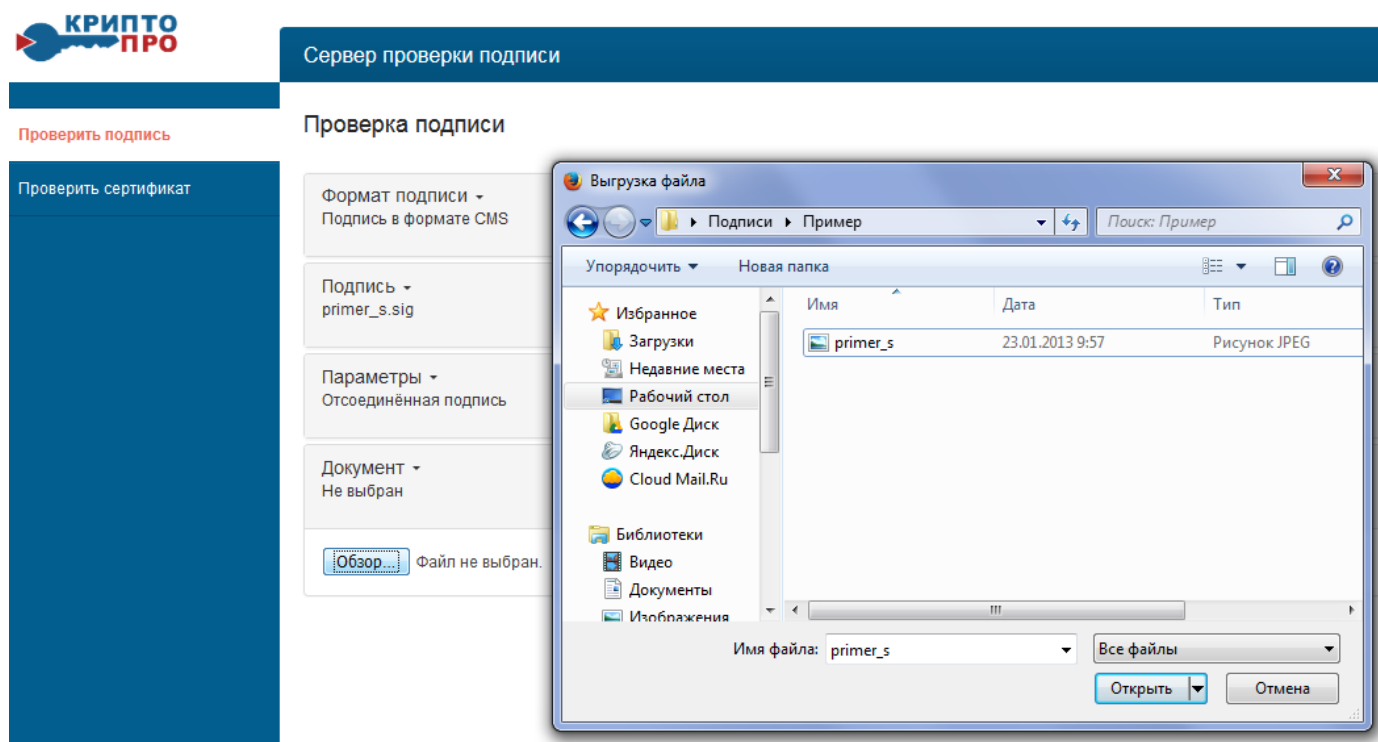 КРИПТО
ПРО
Сервер проверки подписи
Проверить подпись
Проверить сертификат
Проверка подписи
Формат подписи
Подпись в формате CMS
Подпись
primer_s.sig
Параметры
Отсоединённая подпись
Документ
Не выбран
Обзор... Файл не выбран.
Выгрузка файла
Подписи Пример
Поиск: Пример
Упорядочить Новая папка
Имя Дата Тип
primer_s 23.01.2013 9:57 Рисунок JPEG
Избранное
Загрузки
Недавние места
Рабочий стол
Google Диск
Яндекс.Диск
Cloud Mail.Ru
Библиотеки
Видео
Документы
Изображения
Имя файла: primer_s Все файлы
Открыть Отмена